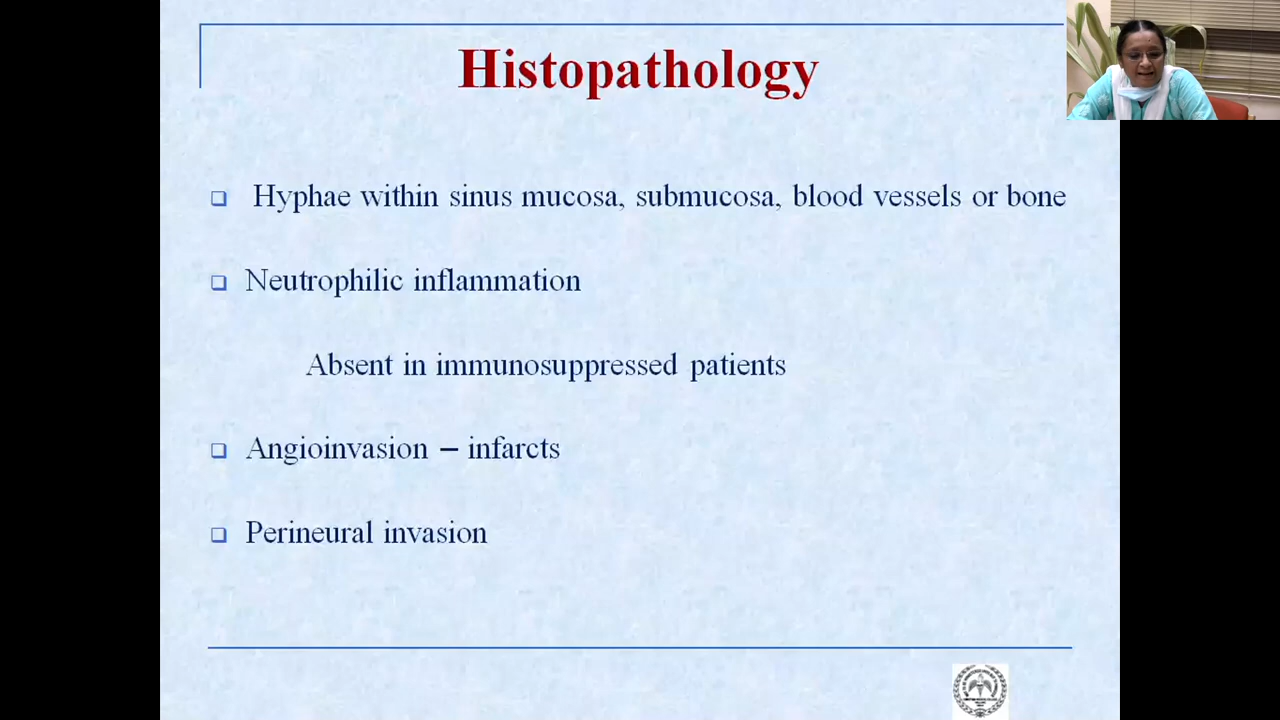 Histopathology
❑ Hyphae within sinus mucosa, submucosa, blood vessels or bone
❑ Neutrophilic inflammation
Absent in immunosuppressed patients
❑ Angioinvasion – infarcts
❑ Perineural invasion